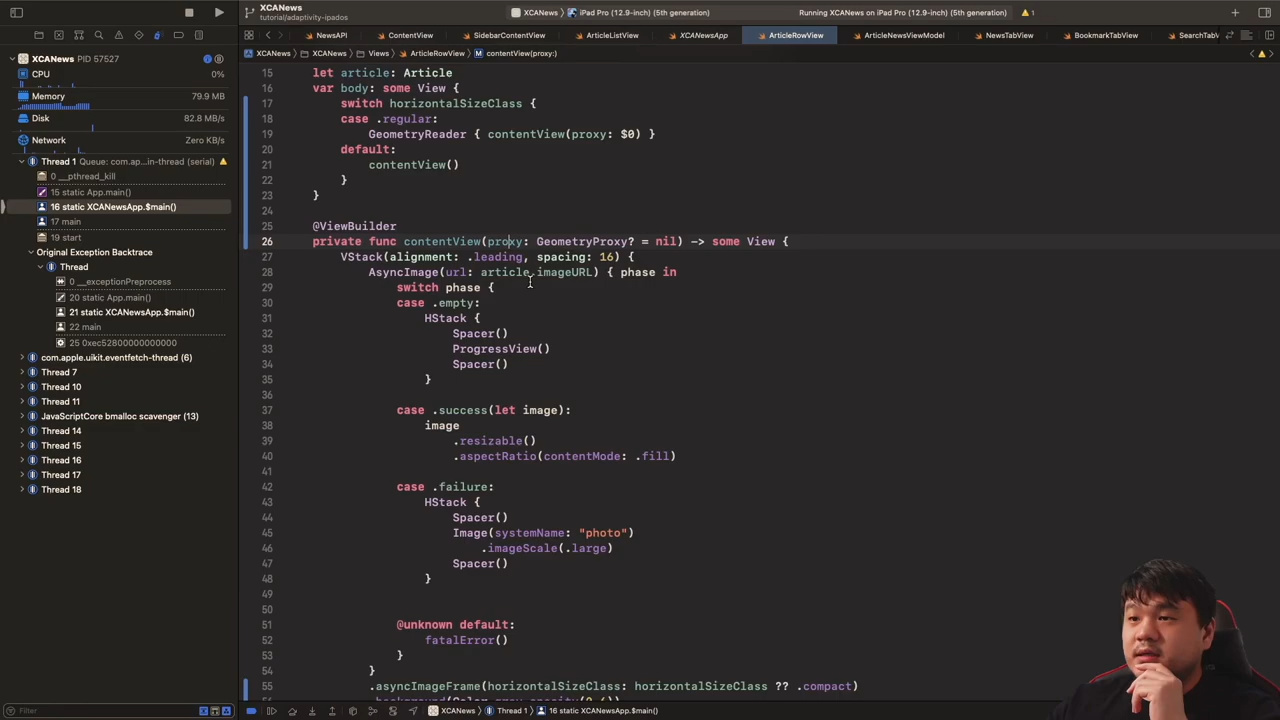 XCANews
tutorial/adaptivity-ipados
XCANews iPad Pro (12.9-inch) (5th generation)
Running XCANews on iPad Pro (12.9-inch) (5th generation)
1
NewsAPI
ContentView
SidebarContentView
ArticleListView
XCANewsApp
ArticleRowView
ArticleNewsViewModel
NewsTabView
BookmarkTabView
SearchTabV
XCANews PID 57527
CPU 0%
Memory 79.9 MB
Disk 82.8 MB/s
Network Zero KB/s
Thread 1 Queue: com.ap...in-thread (serial)
0 __pthread_kill
15 static App.main()
16 static XCANewsApp.$main()
17 main
19 start
Original Exception Backtrace
Thread
0 __exceptionPreprocess
20 static App.main()
21 static XCANewsApp.$main()
22 main
25 0xec52800000000000
com.apple.uikit.eventfetch-thread (6)
Thread 7
Thread 10
Thread 11
JavaScriptCore bmalloc scavenger (13)
Thread 14
Thread 15
Thread 16
Thread 17
Thread 18
Filter
XCANews XCANews Views ArticleRowView M contentView(proxy:)
15 let article: Article
16 var body: some View {
17 switch horizontalSizeClass {
18 case .regular:
19 GeometryReader { contentView(proxy: $0) }
20 default:
21 contentView()
22 }
23 }
24
25 @ViewBuilder
26 private func contentView(proxy: GeometryProxy? = nil) -> some View {
27 VStack(alignment: .leading, spacing: 16) {
28 AsyncImage(url: article.imageURL) { phase in
29 switch phase {
30 case .empty:
31 HStack {
32 Spacer()
33 ProgressView()
34 Spacer()
35 }
36
37 case .success(let image):
38 image
39 .resizable()
40 .aspectRatio(contentMode: .fill)
41
42 case .failure:
43 HStack {
44 Spacer()
45 Image(systemName: "photo")
46 .imageScale(.large)
47 Spacer()
48 }
49
50
51 @unknown default:
52 fatalError()
53 }
54 }
55 .asyncImageFrame(horizontalSizeClass: horizontalSizeClass ?? .compact)
XCANews Thread 1 16 static XCANewsApp.$main()